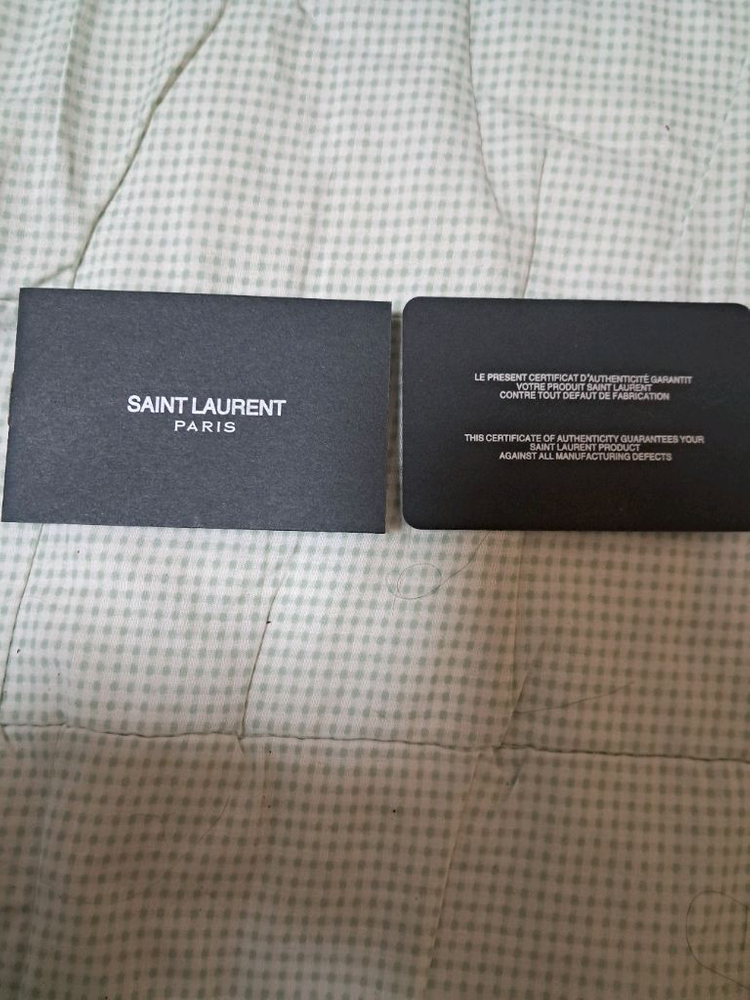 SAINT LAURENT
PARIS
LE PRESENT CERTIFICAT D'AUTHENTICITÉ GARANTIT
VOTRE PRODUIT SAINT LAURENT
CONTRE TOUT DEFAUT DE FABRICATION
THIS CERTIFICATE OF AUTHENTICITY GUARANTEES YOUR
SAINT LAURENT PRODUCT
AGAINST ALL MANUFACTURING DEFECTS